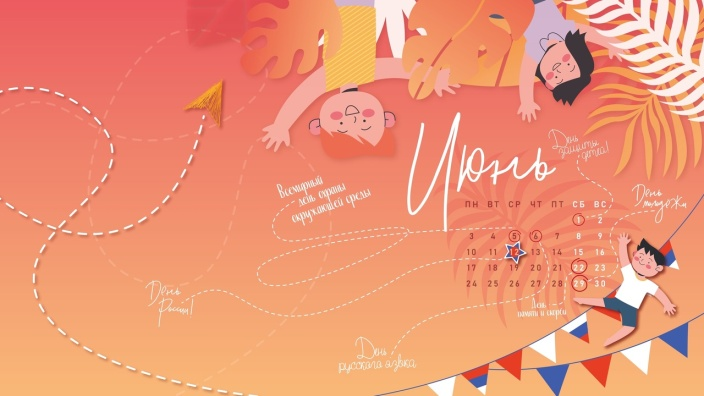 Июнь
День
защиты
детей!
Всемирный
день охраны
окружающей среды
День
молодежи
ПН ВТ СР ЧТ ПТ СБ ВС
1 2
3 4 5 6 7 8 9
10 11 12 13 14 15 16
17 18 19 20 21 22 23
24 25 26 27 28 29 30
День
России!
День
памяти и скорби
День
русского языка